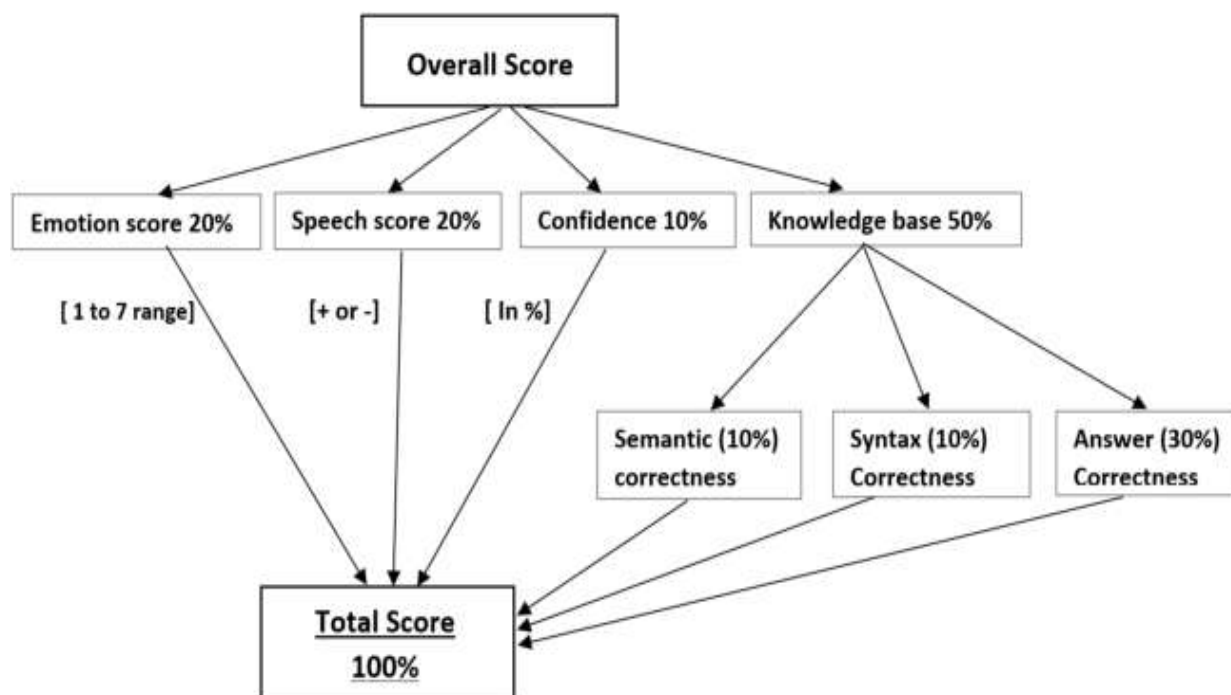 Overall Score
Emotion score 20%
Speech score 20%
Confidence 10%
Knowledge base 50%
[ 1 to 7 range]
[+ or -]
[ In %]
Semantic (10%)
correctness
Syntax (10%)
Correctness
Answer (30%)
Correctness
Total Score
100%